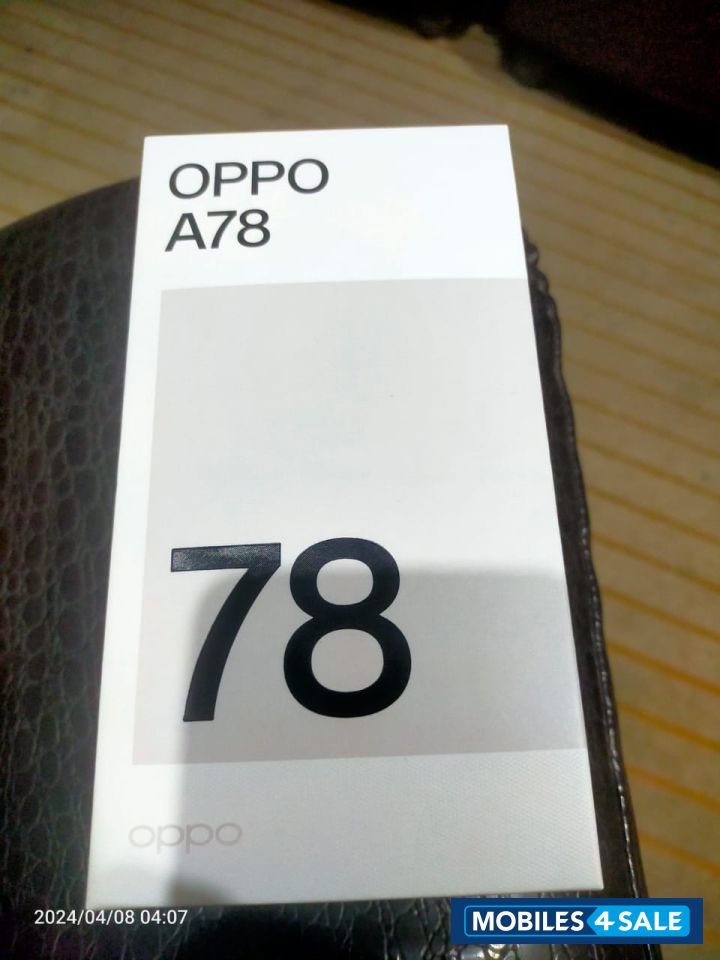 OPPO
A78
78
oppo
2024/04/08 04:07
MOBILES 4 SALE